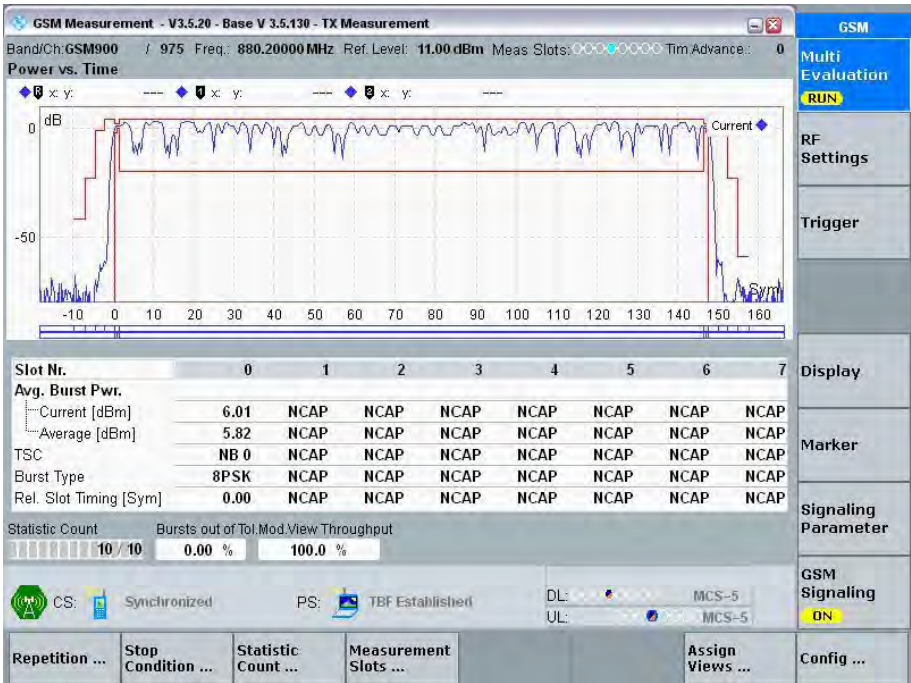 GSM Measurement - V3.5.20 - Base V 3.5.130 - TX Measurement
Band/Ch:GSM900 / 975 Freq.: 880.20000 MHz Ref. Level: 11.00 dBm Meas Slots: Tim.Advance.: 0
Power vs. Time
R x: y: --- 1 x: y: --- 2 x: y: ---
dB
Current
0
-50
Sym
-10 0 10 20 30 40 50 60 70 80 90 100 110 120 130 140 150 160
Slot Nr. 0 1 2 3 4 5 6 7
Avg. Burst Pwr.
Current [dBm] 6.01 NCAP NCAP NCAP NCAP NCAP NCAP NCAP
Average [dBm] 5.82 NCAP NCAP NCAP NCAP NCAP NCAP NCAP
TSC NB 0 NCAP NCAP NCAP NCAP NCAP NCAP NCAP
Burst Type 8PSK NCAP NCAP NCAP NCAP NCAP NCAP NCAP
Rel. Slot Timing [Sym] 0.00 NCAP NCAP NCAP NCAP NCAP NCAP NCAP
Statistic Count Bursts out of Tol.Mod.View Throughput
10 / 10 0.00 % 100.0 %
CS: Synchronized PS: TBF Established DL: MCS-5
UL: MCS-5
Repetition ... Stop Condition ... Statistic Count ... Measurement Slots ... Assign Views ... Config ...
GSM
Multi
Evaluation
RUN
RF
Settings
Trigger
Display
Marker
Signaling
Parameter
GSM
Signaling
ON